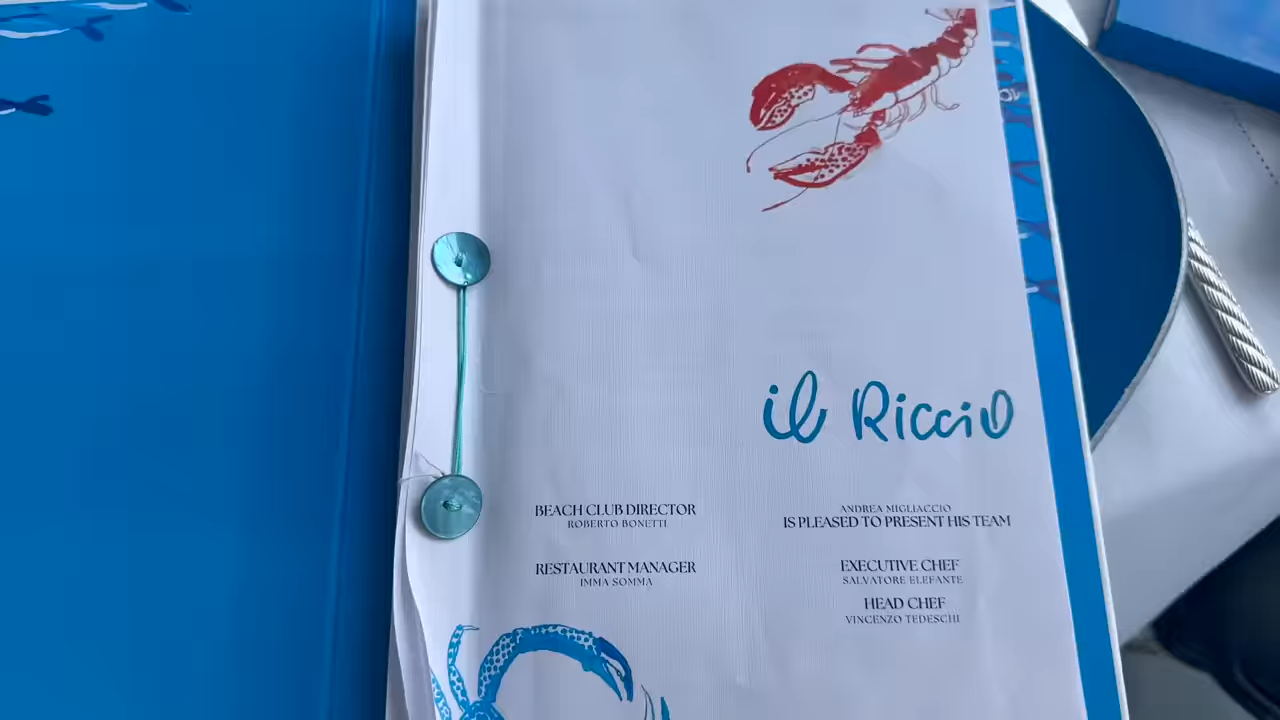 il Riccio
BEACH CLUB DIRECTOR
ROBERTO BONETTI
RESTAURANT MANAGER
IMMA SOMMA
ANDREA MIGLIACCIO
IS PLEASED TO PRESENT HIS TEAM
EXECUTIVE CHEF
SALVATORE ELEFANTE
HEAD CHEF
VINCENZO TEDESCHI